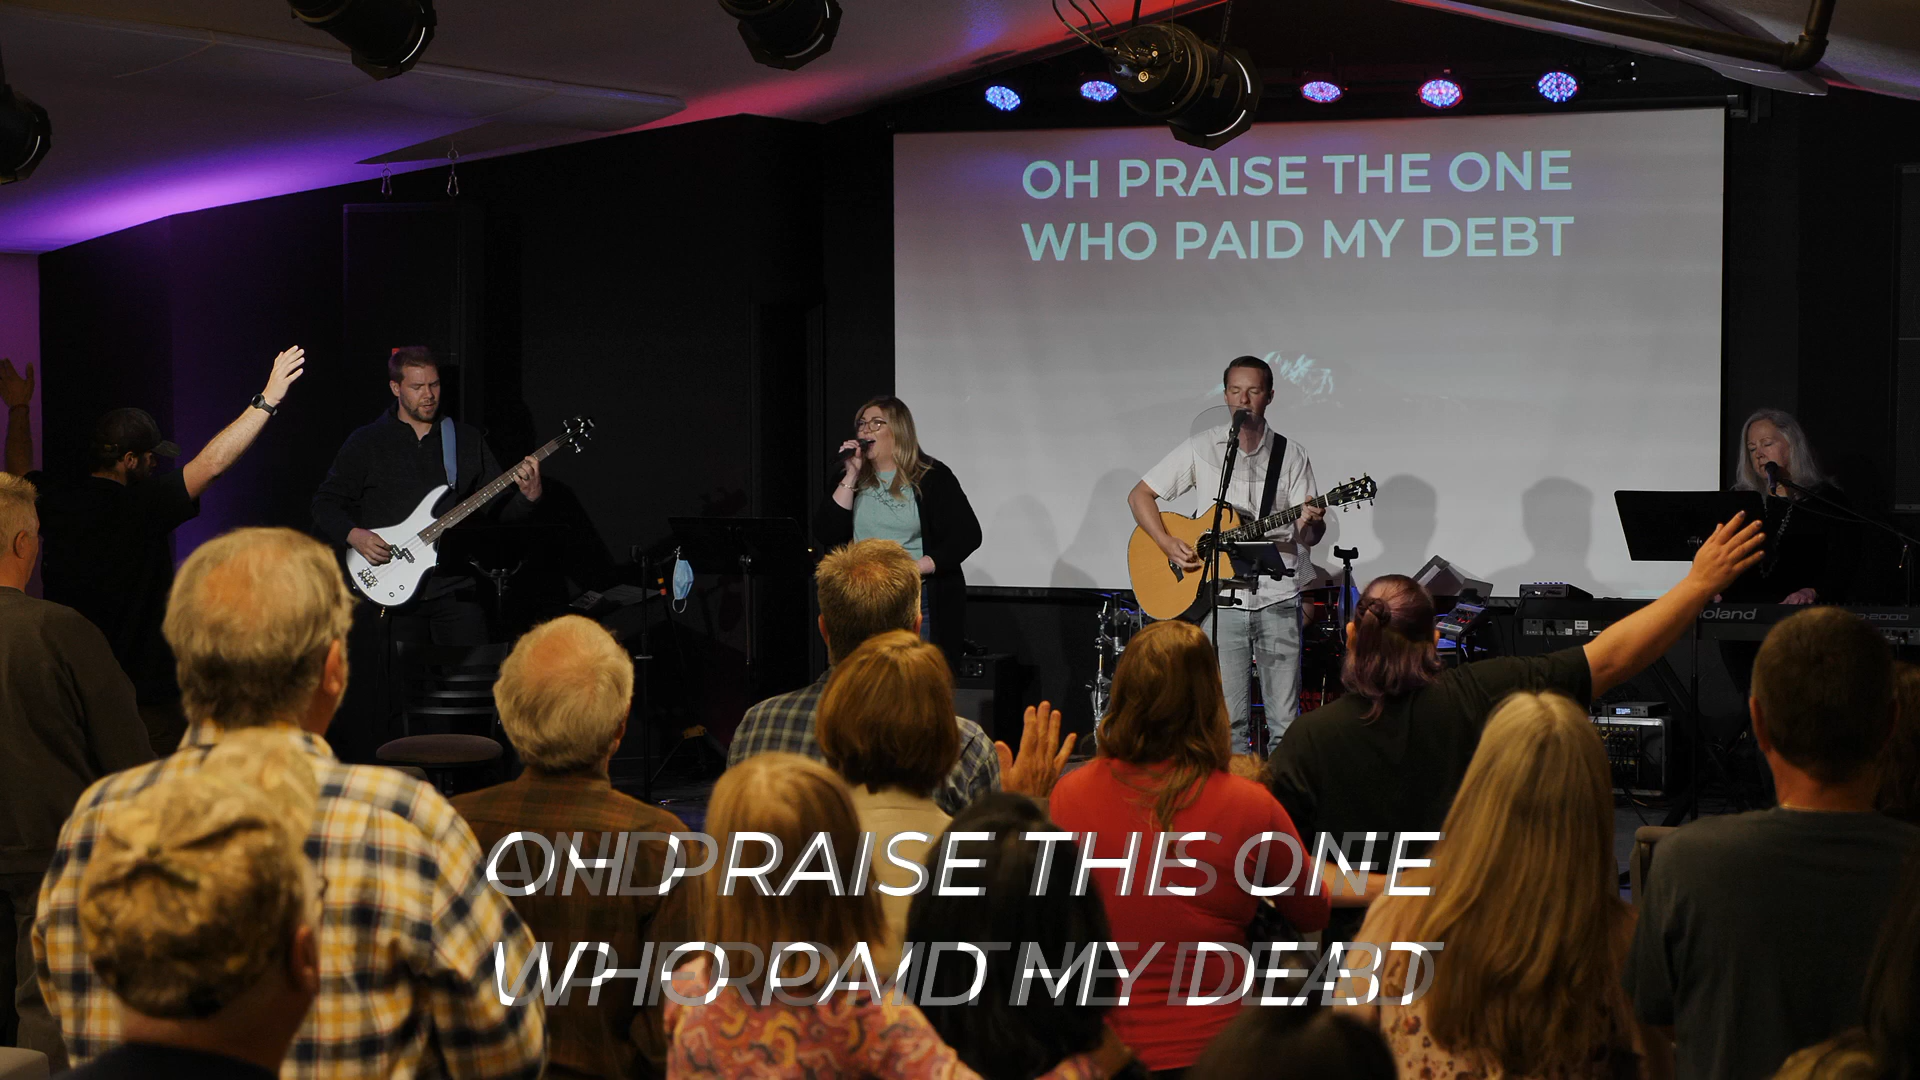 OH PRAISE THE ONE
WHO PAID MY DEBT
Roland
OH PRAISE THE ONE
WHO PAID MY DEBT